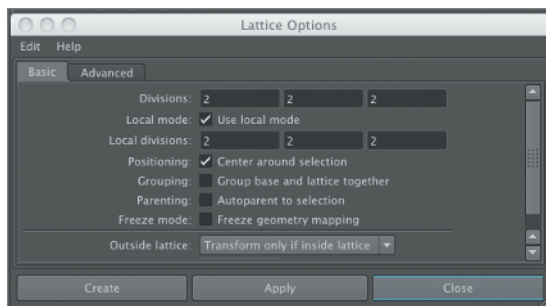 Lattice Options
Edit Help
Basic Advanced
Divisions: 2 2 2
Local mode: Use local mode
Local divisions: 2 2 2
Positioning: Center around selection
Grouping: Group base and lattice together
Parenting: Autoparent to selection
Freeze mode: Freeze geometry mapping
Outside lattice: Transform only if inside lattice
Create Apply Close